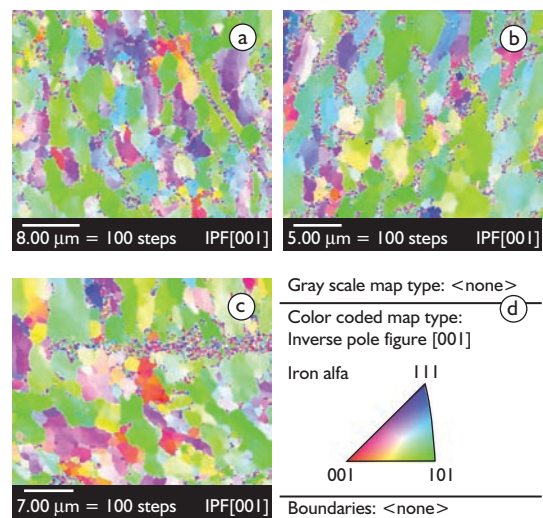 a
b
8.00 μm = 100 steps IPF[001]
5.00 μm = 100 steps IPF[001]
c
7.00 μm = 100 steps IPF[001]
Gray scale map type: <none>
d
Color coded map type:
Inverse pole figure [001]
Iron alfa
111
001
101
Boundaries: <none>